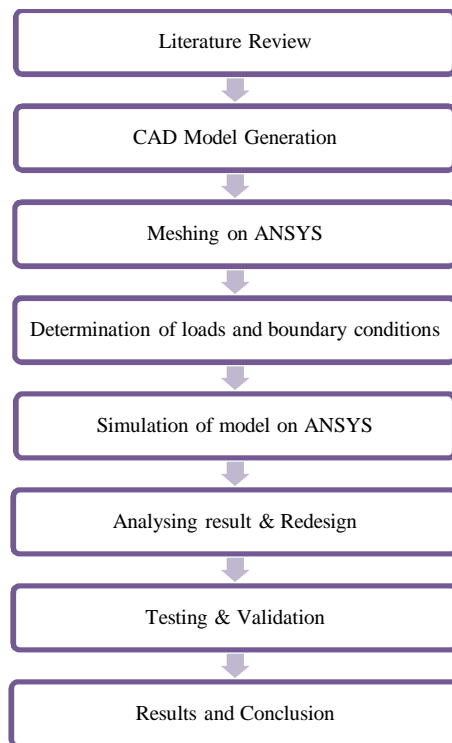 Literature Review
CAD Model Generation
Meshing on ANSYS
Determination of loads and boundary conditions
Simulation of model on ANSYS
Analysing result & Redesign
Testing & Validation
Results and Conclusion